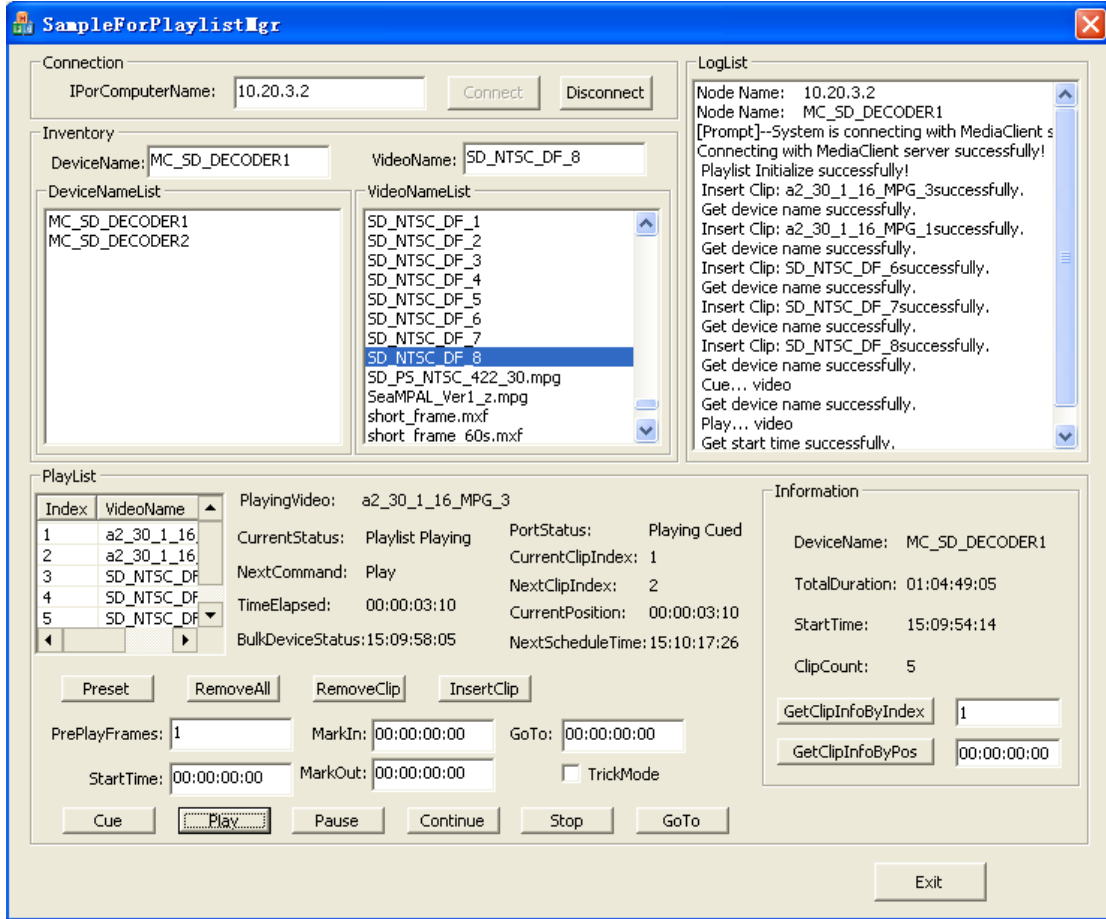 SampleForPlaylistMgr
Connection
IPorComputerName: 10.20.3.2 Connect Disconnect
Inventory
DeviceName: MC_SD_DECODER1 VideoName: SD_NTSC_DF_8
DeviceNameList
MC_SD_DECODER1
MC_SD_DECODER2
VideoNameList
SD_NTSC_DF_1
SD_NTSC_DF_2
SD_NTSC_DF_3
SD_NTSC_DF_4
SD_NTSC_DF_5
SD_NTSC_DF_6
SD_NTSC_DF_7
SD_NTSC_DF_8
SD_PS_NTSC_422_30.mpg
SeaMPAL_Ver1_z.mpg
short_frame.mxf
short_frame_60s.mxf
LogList
Node Name: 10.20.3.2
Node Name: MC_SD_DECODER1
[Prompt]--System is connecting with MediaClient s
Connecting with MediaClient server successfully!
Playlist Initialize successfully!
Insert Clip: a2_30_1_16_MPG_3successfully.
Get device name successfully.
Insert Clip: a2_30_1_16_MPG_1successfully.
Get device name successfully.
Insert Clip: SD_NTSC_DF_6successfully.
Get device name successfully.
Insert Clip: SD_NTSC_DF_7successfully.
Get device name successfully.
Insert Clip: SD_NTSC_DF_8successfully.
Get device name successfully.
Cue... video
Get device name successfully.
Play... video
Get start time successfully.
PlayList
Index VideoName
1 a2_30_1_16
2 a2_30_1_16
3 SD_NTSC_DF
4 SD_NTSC_DF
5 SD_NTSC_DF
PlayingVideo: a2_30_1_16_MPG_3
CurrentStatus: Playlist Playing
NextCommand: Play
TimeElapsed: 00:00:03:10
BulkDeviceStatus: 15:09:58:05
PortStatus: Playing Cued
CurrentClipIndex: 1
NextClipIndex: 2
CurrentPosition: 00:00:03:10
NextScheduleTime: 15:10:17:26
Information
DeviceName: MC_SD_DECODER1
TotalDuration: 01:04:49:05
StartTime: 15:09:54:14
ClipCount: 5
GetClipInfoByIndex 1
GetClipInfoByPos 00:00:00:00
Preset RemoveAll RemoveClip InsertClip
PrePlayFrames: 1 MarkIn: 00:00:00:00 GoTo: 00:00:00:00
StartTime: 00:00:00:00 MarkOut: 00:00:00:00 TrickMode
Cue Play Pause Continue Stop GoTo
Exit